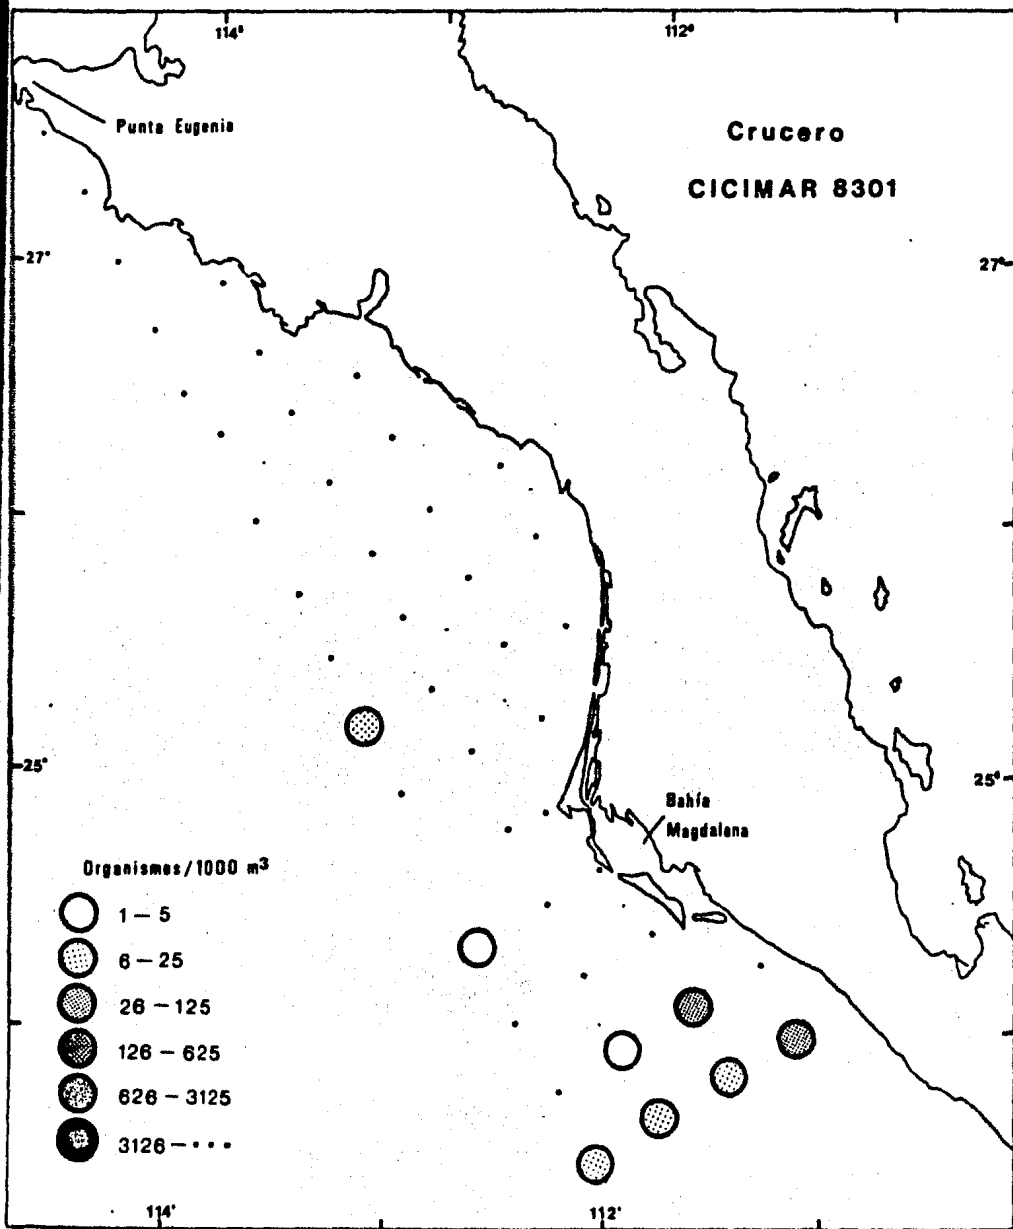 114° 112°
Punta Eugenia
Crucero
CICIMAR 8301
27° 27°
25° 25°
Bahía
Magdalena
Organismos/1000 m³
1 – 5
6 – 25
26 – 125
126 – 625
626 – 3125
3126 – • • •
114° 112°